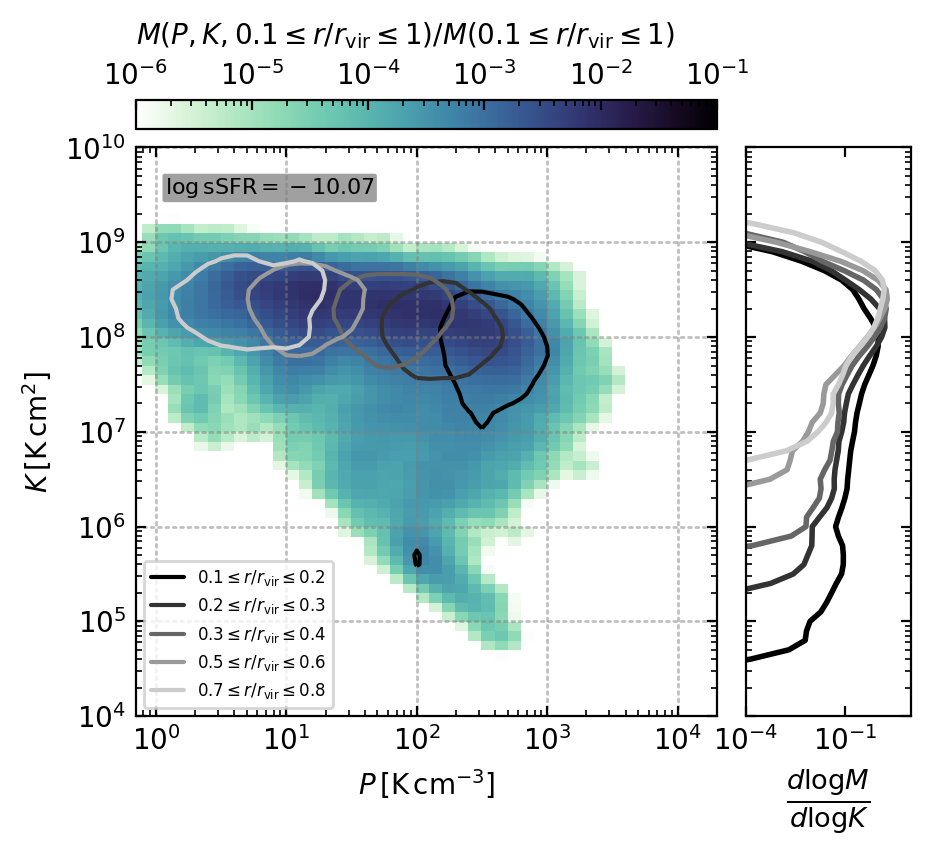 M(P, K, 0.1 ≤ r/r_vir ≤ 1)/M(0.1 ≤ r/r_vir ≤ 1)
10^−6 10^−5 10^−4 10^−3 10^−2 10^−1
10^10
log sSFR = −10.07
10^9
10^8
K [K cm^2]
10^7
10^6
0.1 ≤ r/r_vir ≤ 0.2
0.2 ≤ r/r_vir ≤ 0.3
10^5
0.3 ≤ r/r_vir ≤ 0.4
0.5 ≤ r/r_vir ≤ 0.6
0.7 ≤ r/r_vir ≤ 0.8
10^4
10^0 10^1 10^2 10^3 10^4 10^−4 10^−1
P [K cm^−3]
dlogM
dlogK